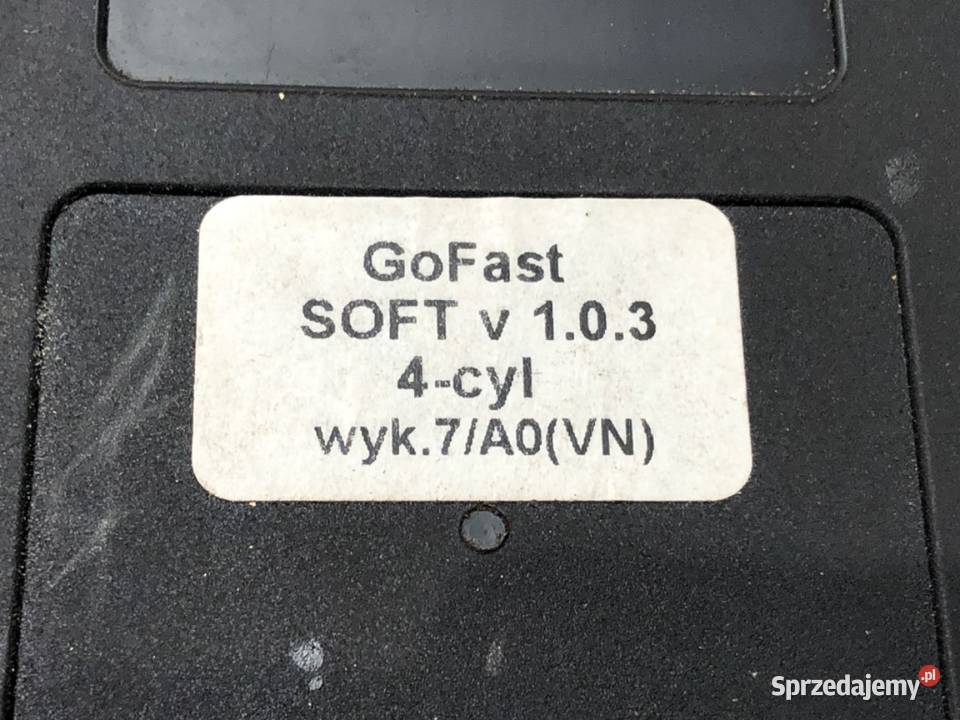 GoFast
SOFT v 1.0.3
4-cyl
wyk.7/A0(VN)
Sprzedajemy.pl